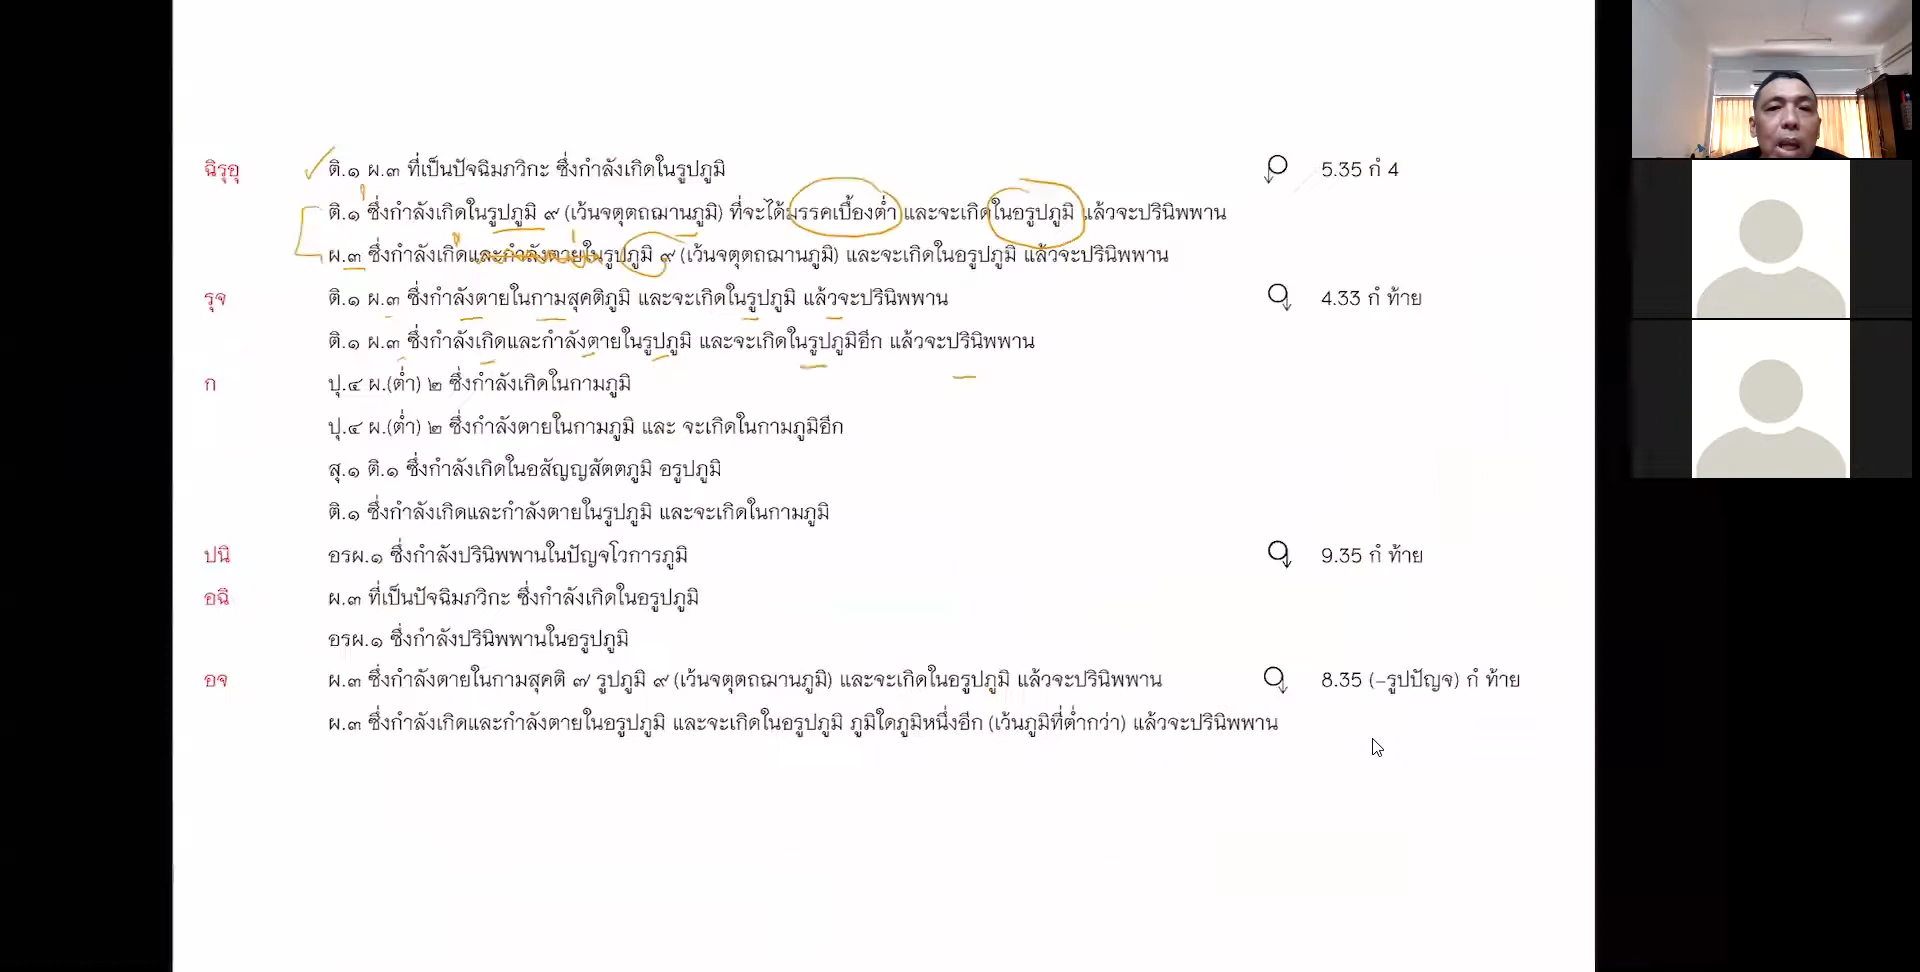 ฉิรุอุ ติ.๑ ผ.๓ ที่เป็นปัจฉิมภวิกะ ซึ่งกำลังเกิดในรูปภูมิ 5.35 กํ 4
ติ.๑ ซึ่งกำลังเกิดในรูปภูมิ ๙ (เว้นจตุตถฌานภูมิ) ที่จะได้มรรคเบื้องต่ำ และจะเกิดในอรูปภูมิ แล้วจะปรินิพพาน
ผ.๓ ซึ่งกำลังเกิดและกำลังตายในรูปภูมิ ๙ (เว้นจตุตถฌานภูมิ) และจะเกิดในอรูปภูมิ แล้วจะปรินิพพาน
รุจ ติ.๑ ผ.๓ ซึ่งกำลังตายในกามสุคติภูมิ และจะเกิดในรูปภูมิ แล้วจะปรินิพพาน 4.33 กํ ท้าย
ติ.๑ ผ.๓ ซึ่งกำลังเกิดและกำลังตายในรูปภูมิ และจะเกิดในรูปภูมิอีก แล้วจะปรินิพพาน
ก ปุ.๔ ผ.(ต่ำ) ๒ ซึ่งกำลังเกิดในกามภูมิ
ปุ.๔ ผ.(ต่ำ) ๒ ซึ่งกำลังตายในกามภูมิ และ จะเกิดในกามภูมิอีก
สุ.๑ ติ.๑ ซึ่งกำลังเกิดในอสัญญสัตตภูมิ อรูปภูมิ
ติ.๑ ซึ่งกำลังเกิดและกำลังตายในรูปภูมิ และจะเกิดในกามภูมิ
ปนิ อรผ.๑ ซึ่งกำลังปรินิพพานในปัญจโวการภูมิ 9.35 กํ ท้าย
อฉิ ผ.๓ ที่เป็นปัจฉิมภวิกะ ซึ่งกำลังเกิดในอรูปภูมิ
อรผ.๑ ซึ่งกำลังปรินิพพานในอรูปภูมิ
อจ ผ.๓ ซึ่งกำลังตายในกามสุคติ ๗ รูปภูมิ ๙ (เว้นจตุตถฌานภูมิ) และจะเกิดในอรูปภูมิ แล้วจะปรินิพพาน 8.35 (-รูปปัญจ) กํ ท้าย
ผ.๓ ซึ่งกำลังเกิดและกำลังตายในอรูปภูมิ และจะเกิดในอรูปภูมิ ภูมิใดภูมิหนึ่งอีก (เว้นภูมิที่ต่ำกว่า) แล้วจะปรินิพพาน